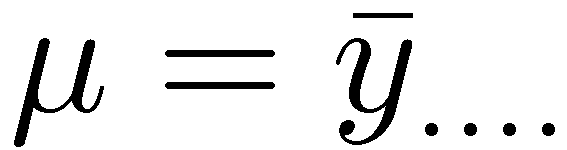 μ = ȳ....